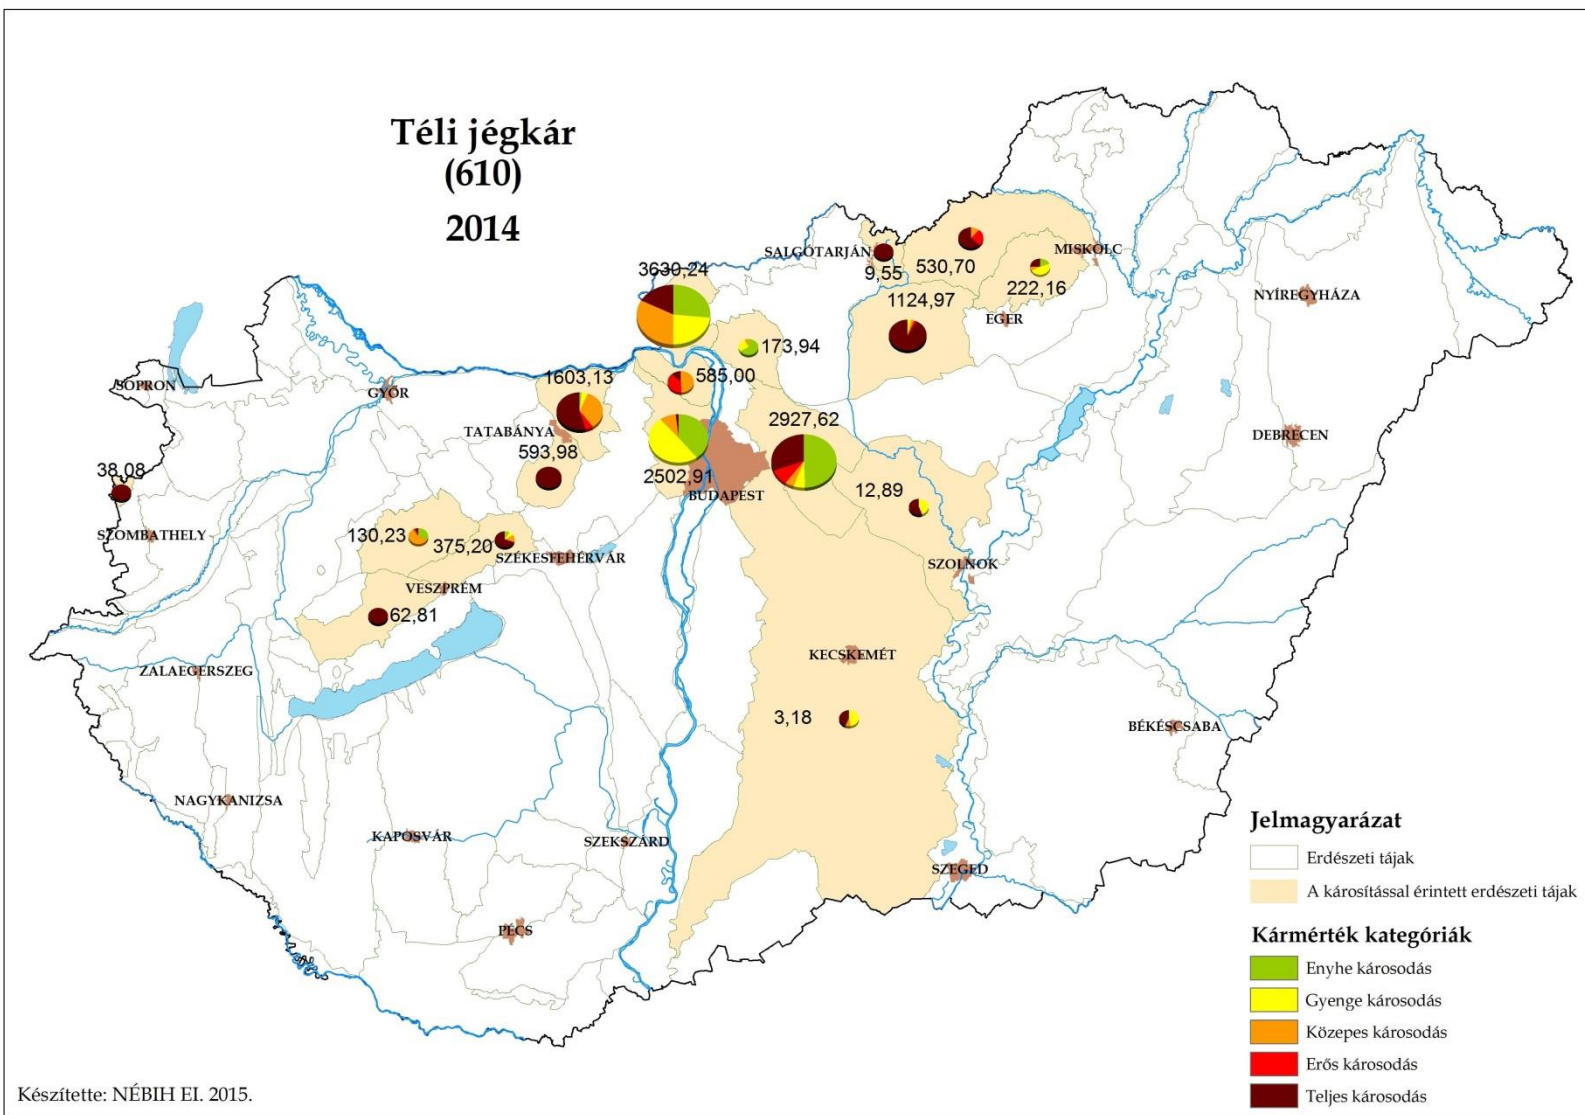 Téli jégkár
(610)
2014
SALGÓTARJÁN
9,55
530,70
MISKOLC
222,16
3630,24
1124,97
EGER
NYÍREGYHÁZA
173,94
SOPRON
GYŐR
1603,13
585,00
TATABÁNYA
593,98
2927,62
DEBRECEN
38,08
2502,91
BUDAPEST
12,89
SZOMBATHELY
130,23
375,20
SZÉKESFEHÉRVÁR
SZOLNOK
VESZPRÉM
62,81
ZALAEGERSZEG
KECSKEMÉT
3,18
BÉKÉSCSABA
NAGYKANIZSA
KAPOSVÁR
SZEKSZÁRD
SZEGED
PÉCS
Jelmagyarázat
Erdészeti tájak
A károsítással érintett erdészeti tájak
Kármérték kategóriák
Enyhe károsodás
Gyenge károsodás
Közepes károsodás
Erős károsodás
Teljes károsodás
Készítette: NÉBIH EI. 2015.